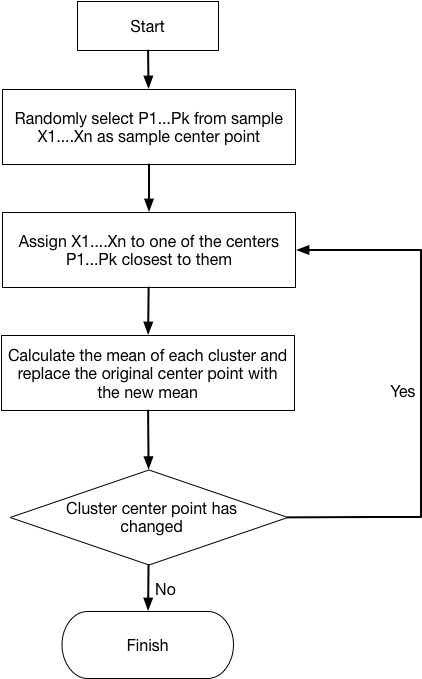 Start
Randomly select P1...Pk from sample
X1....Xn as sample center point
Assign X1....Xn to one of the centers
P1...Pk closest to them
Calculate the mean of each cluster and
replace the original center point with
the new mean
Yes
Cluster center point has
changed
No
Finish